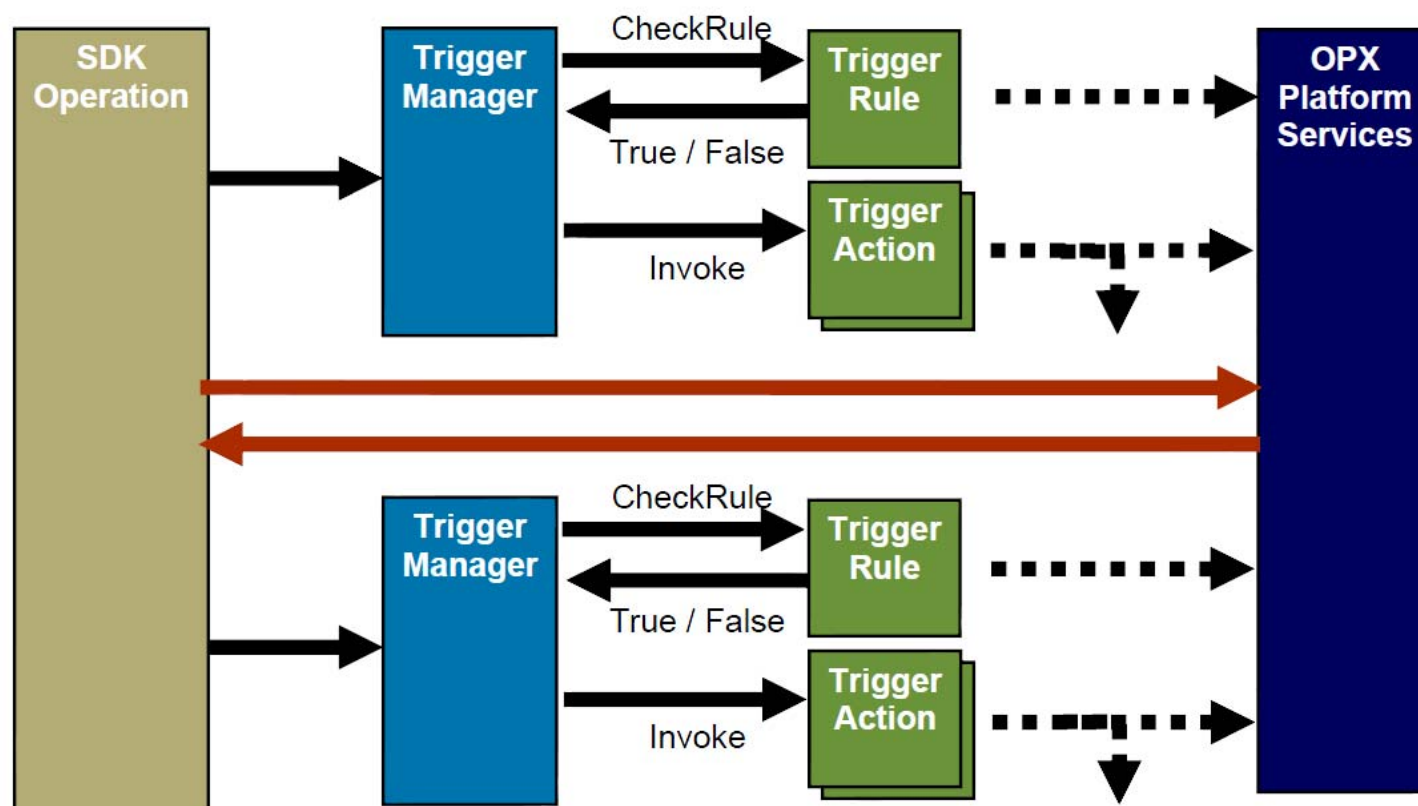 SDK
Operation
Trigger
Manager
CheckRule
True / False
Invoke
Trigger
Rule
Trigger
Action
OPX
Platform
Services
Trigger
Manager
CheckRule
True / False
Invoke
Trigger
Rule
Trigger
Action